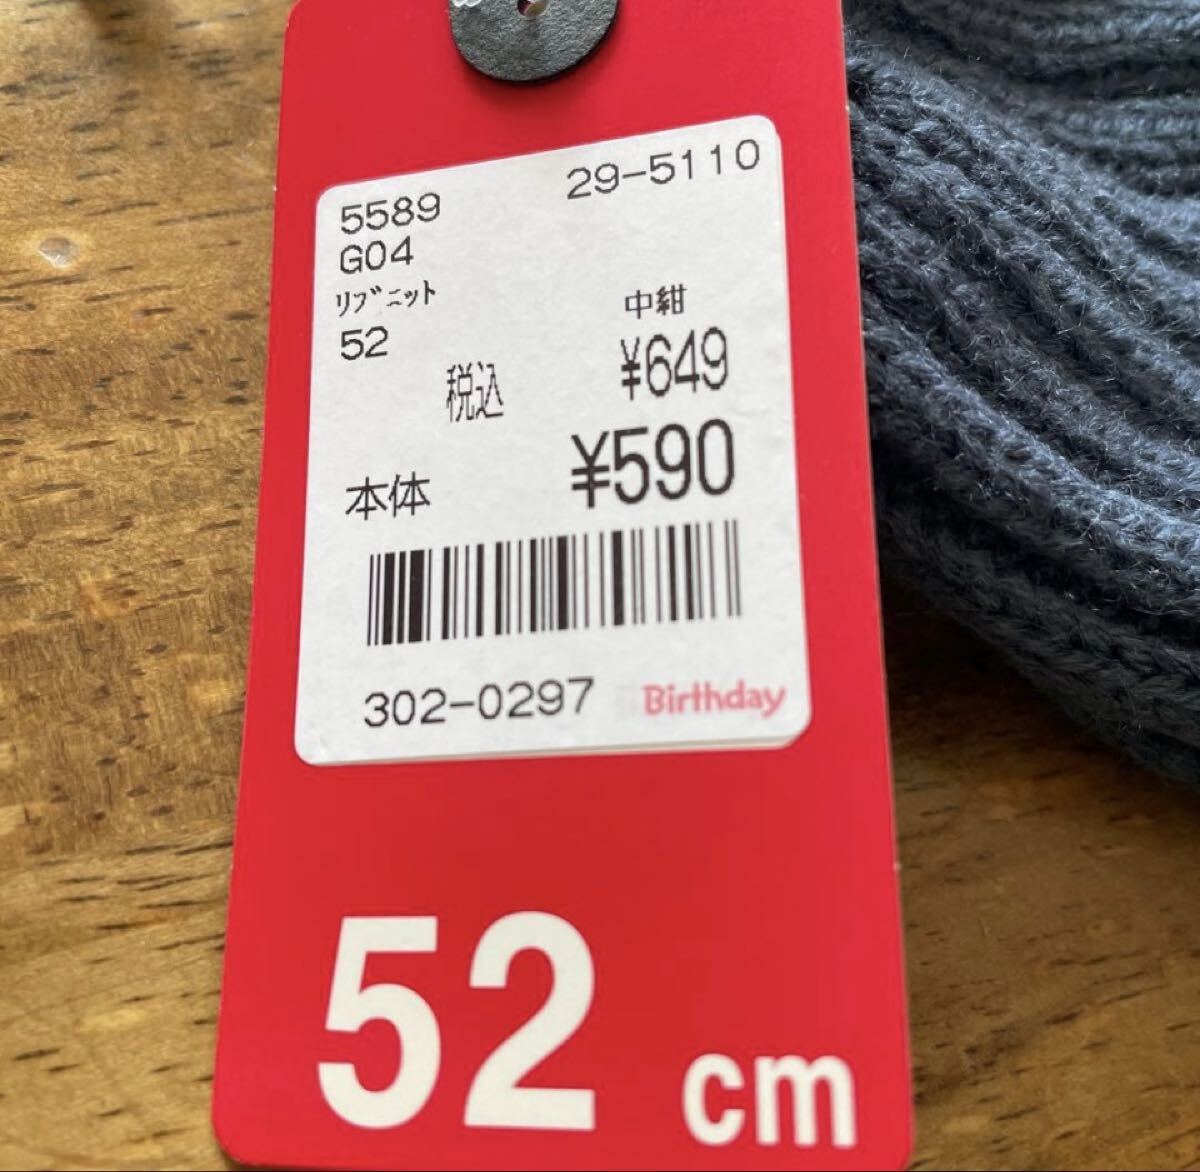 5589 29-5110
G04
ﾘﾌﾞﾆｯﾄ 中紺
52
税込 ¥649
本体 ¥590
302-0297 Birthday
52 cm